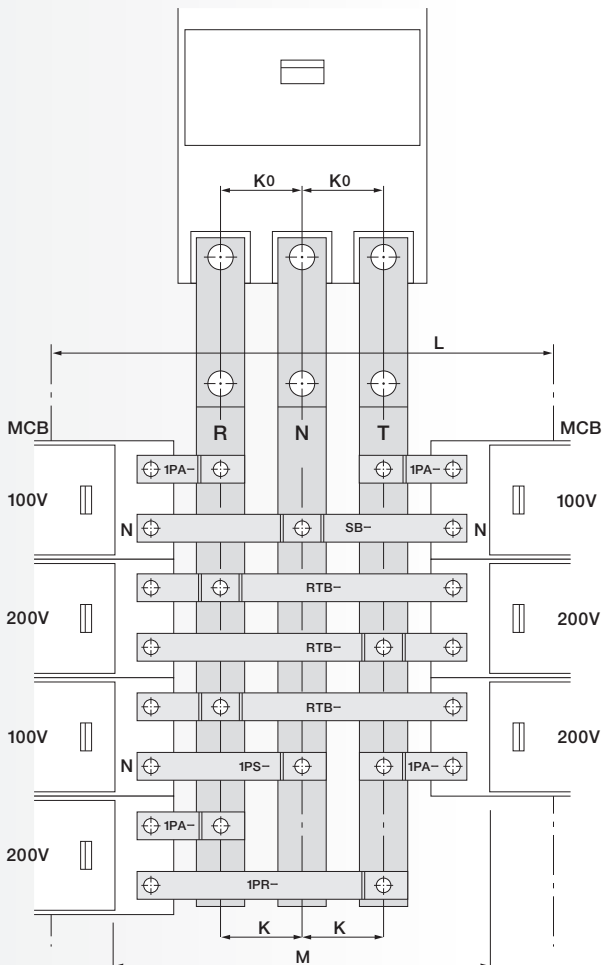 K0 K0
L
MCB R N T MCB
1PA– 1PA–
100V 100V
N SB– N
RTB–
200V 200V
RTB–
RTB–
100V 200V
N 1PS– 1PA–
1PA–
200V
1PR–
K K
M